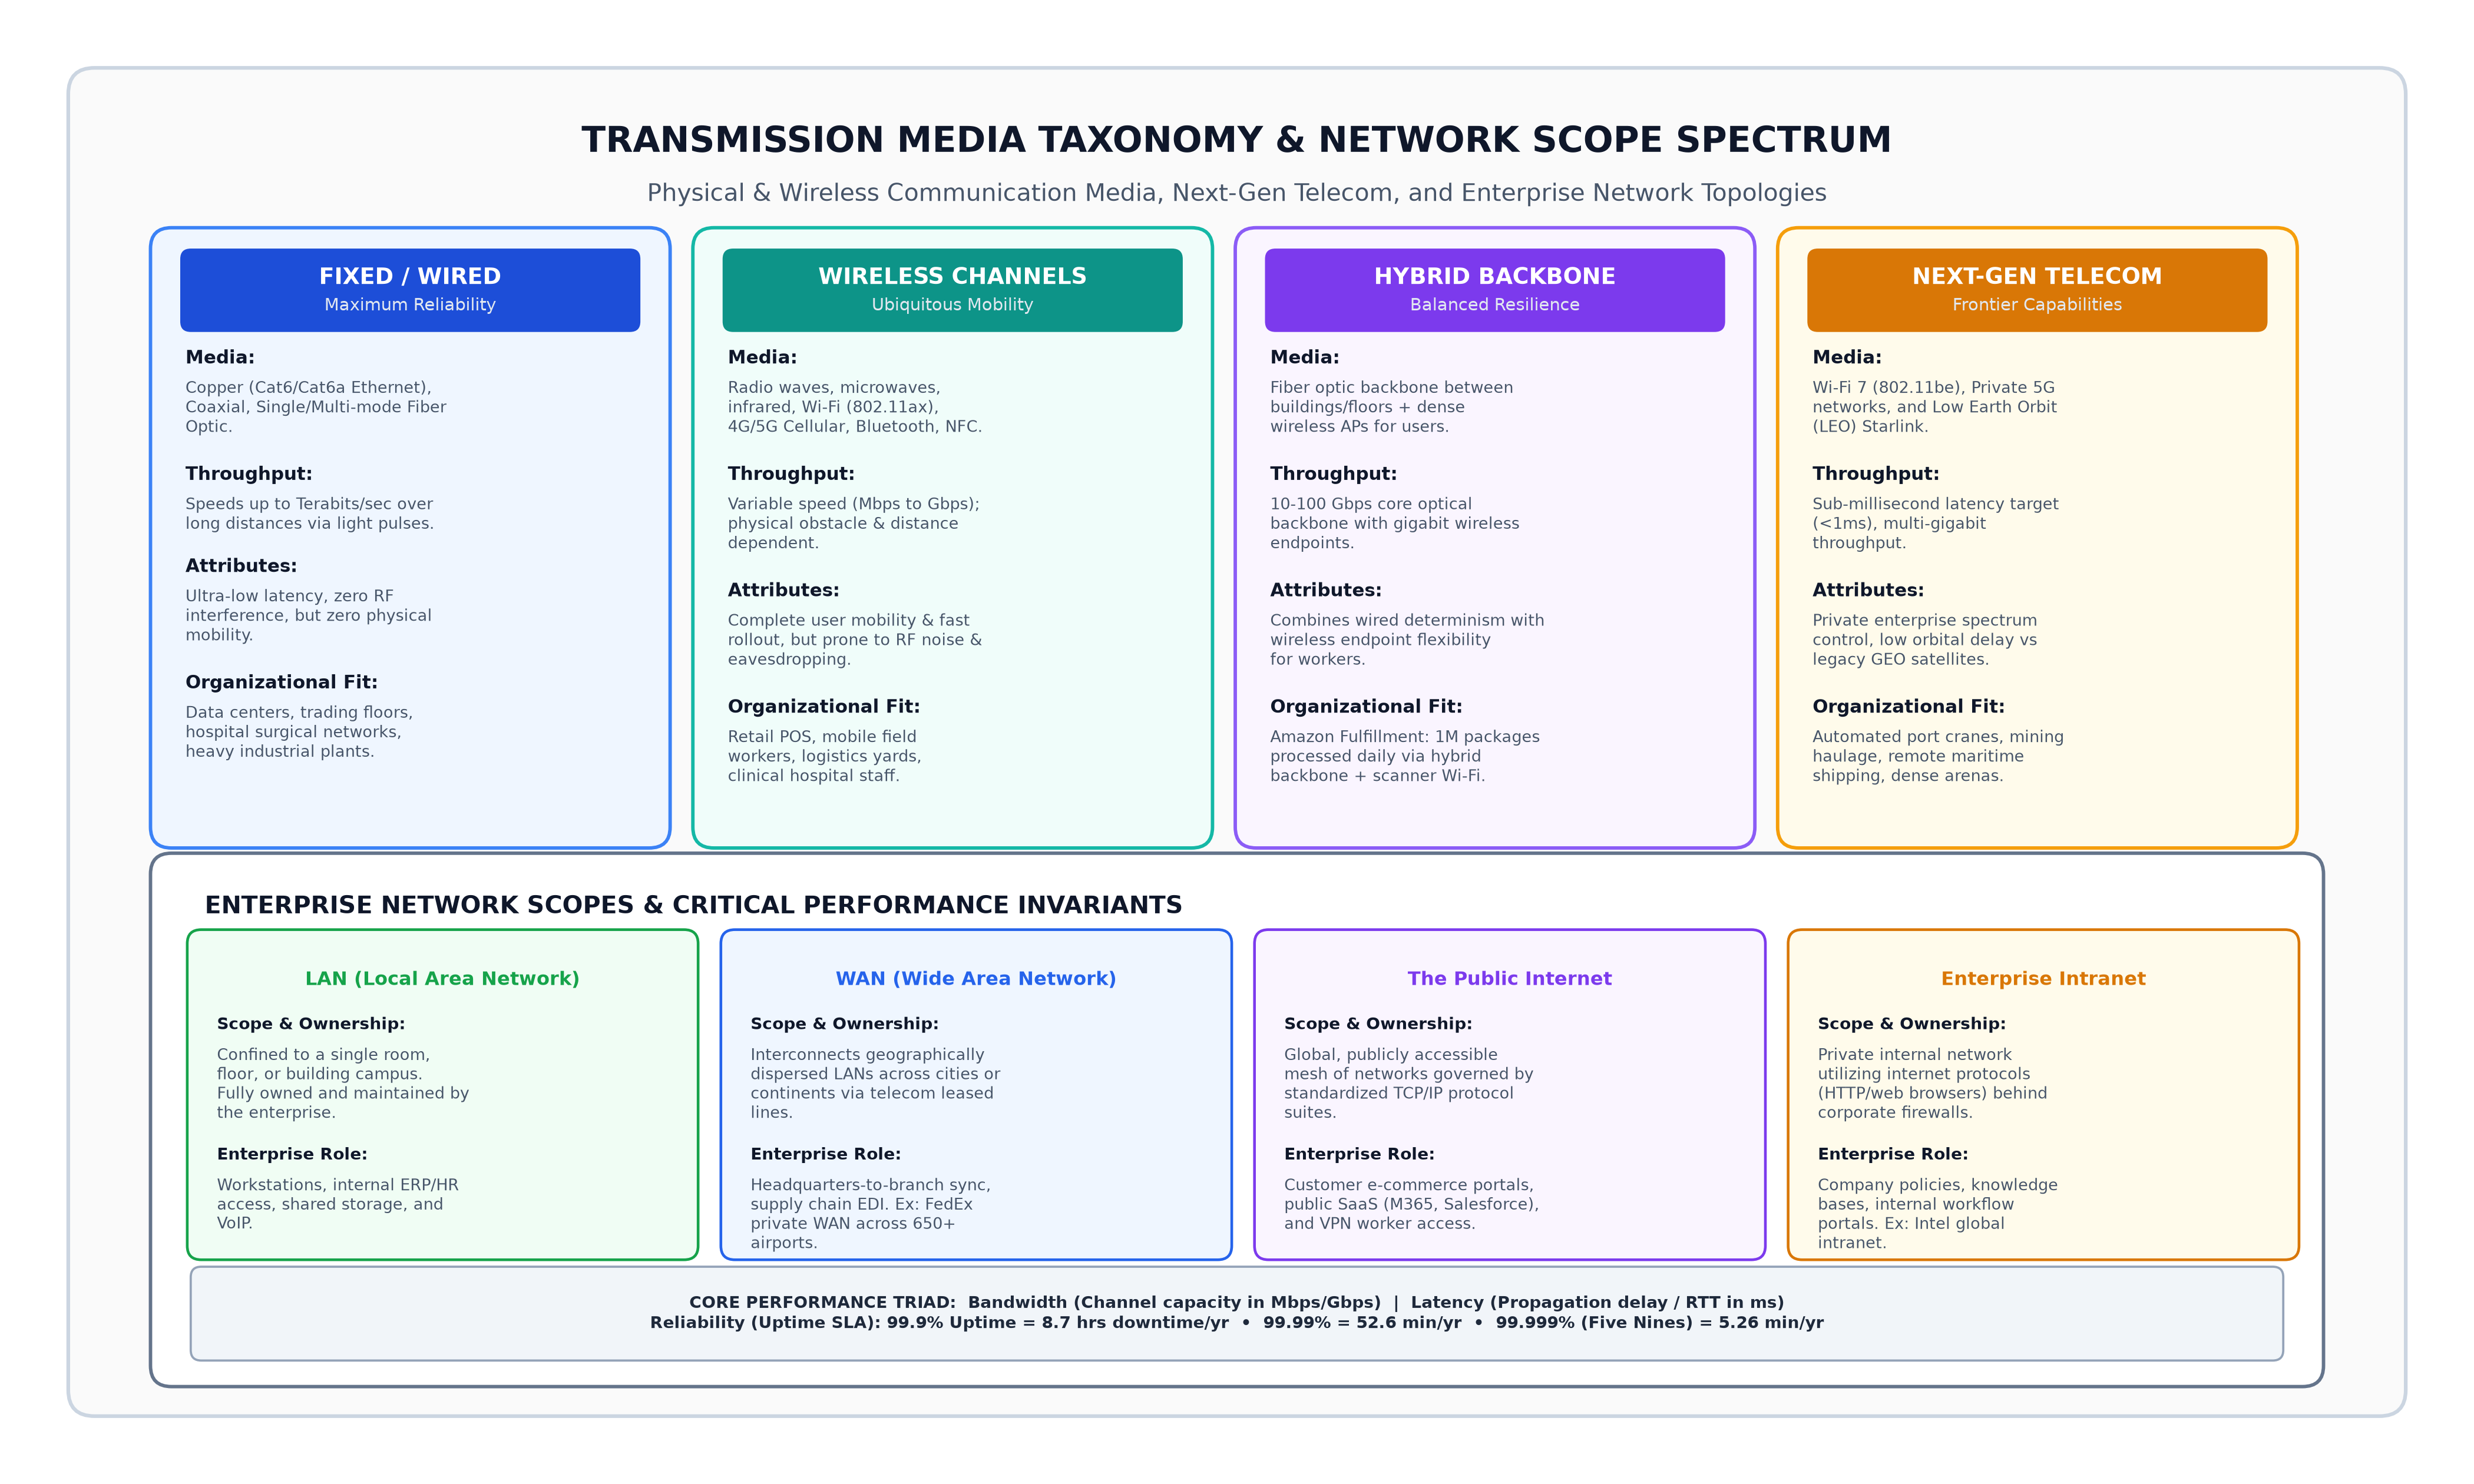 TRANSMISSION MEDIA TAXONOMY & NETWORK SCOPE SPECTRUM
Physical & Wireless Communication Media, Next-Gen Telecom, and Enterprise Network Topologies
FIXED / WIRED
Maximum Reliability
Media:
Copper (Cat6/Cat6a Ethernet),
Coaxial, Single/Multi-mode Fiber
Optic.
Throughput:
Speeds up to Terabits/sec over
long distances via light pulses.
Attributes:
Ultra-low latency, zero RF
interference, but zero physical
mobility.
Organizational Fit:
Data centers, trading floors,
hospital surgical networks,
heavy industrial plants.
WIRELESS CHANNELS
Ubiquitous Mobility
Media:
Radio waves, microwaves,
infrared, Wi-Fi (802.11ax),
4G/5G Cellular, Bluetooth, NFC.
Throughput:
Variable speed (Mbps to Gbps);
physical obstacle & distance
dependent.
Attributes:
Complete user mobility & fast
rollout, but prone to RF noise &
eavesdropping.
Organizational Fit:
Retail POS, mobile field
workers, logistics yards,
clinical hospital staff.
HYBRID BACKBONE
Balanced Resilience
Media:
Fiber optic backbone between
buildings/floors + dense
wireless APs for users.
Throughput:
10-100 Gbps core optical
backbone with gigabit wireless
endpoints.
Attributes:
Combines wired determinism with
wireless endpoint flexibility
for workers.
Organizational Fit:
Amazon Fulfillment: 1M packages
processed daily via hybrid
backbone + scanner Wi-Fi.
NEXT-GEN TELECOM
Frontier Capabilities
Media:
Wi-Fi 7 (802.11be), Private 5G
networks, and Low Earth Orbit
(LEO) Starlink.
Throughput:
Sub-millisecond latency target
(<1ms), multi-gigabit
throughput.
Attributes:
Private enterprise spectrum
control, low orbital delay vs
legacy GEO satellites.
Organizational Fit:
Automated port cranes, mining
haulage, remote maritime
shipping, dense arenas.
ENTERPRISE NETWORK SCOPES & CRITICAL PERFORMANCE INVARIANTS
LAN (Local Area Network)
Scope & Ownership:
Confined to a single room,
floor, or building campus.
Fully owned and maintained by
the enterprise.
Enterprise Role:
Workstations, internal ERP/HR
access, shared storage, and
VoIP.
WAN (Wide Area Network)
Scope & Ownership:
Interconnects geographically
dispersed LANs across cities or
continents via telecom leased
lines.
Enterprise Role:
Headquarters-to-branch sync,
supply chain EDI. Ex: FedEx
private WAN across 650+
airports.
The Public Internet
Scope & Ownership:
Global, publicly accessible
mesh of networks governed by
standardized TCP/IP protocol
suites.
Enterprise Role:
Customer e-commerce portals,
public SaaS (M365, Salesforce),
and VPN worker access.
Enterprise Intranet
Scope & Ownership:
Private internal network
utilizing internet protocols
(HTTP/web browsers) behind
corporate firewalls.
Enterprise Role:
Company policies, knowledge
bases, internal workflow
portals. Ex: Intel global
intranet.
CORE PERFORMANCE TRIAD:  Bandwidth (Channel capacity in Mbps/Gbps)  |  Latency (Propagation delay / RTT in ms)
Reliability (Uptime SLA): 99.9% Uptime = 8.7 hrs downtime/yr  •  99.99% = 52.6 min/yr  •  99.999% (Five Nines) = 5.26 min/yr